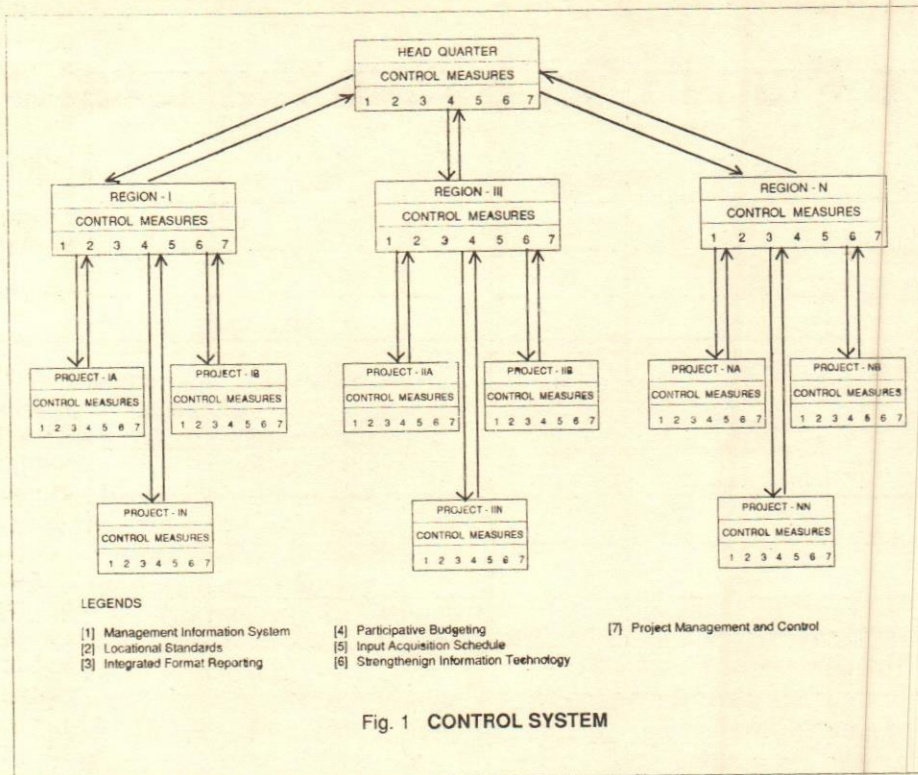 HEAD QUARTER
CONTROL MEASURES
1 2 3 4 5 6 7
REGION - I
CONTROL MEASURES
1 2 3 4 5 6 7
REGION - III
CONTROL MEASURES
1 2 3 4 5 6 7
REGION - N
CONTROL MEASURES
1 2 3 4 5 6 7
PROJECT - IA
CONTROL MEASURES
1 2 3 4 5 6 7
PROJECT - IB
CONTROL MEASURES
1 2 3 4 5 6 7
PROJECT - IIA
CONTROL MEASURES
1 2 3 4 5 6 7
PROJECT - IIB
CONTROL MEASURES
1 2 3 4 5 6 7
PROJECT - NA
CONTROL MEASURES
1 2 3 4 5 6 7
PROJECT - NB
CONTROL MEASURES
1 2 3 4 5 6 7
PROJECT - IN
CONTROL MEASURES
1 2 3 4 5 6 7
PROJECT - IIN
CONTROL MEASURES
1 2 3 4 5 6 7
PROJECT - NN
CONTROL MEASURES
1 2 3 4 5 6 7
LEGENDS
[1] Management Information System
[2] Locational Standards
[3] Integrated Format Reporting
[4] Participative Budgeting
[5] Input Acquisition Schedule
[6] Strengthenign Information Technology
[7] Project Management and Control
Fig. 1 CONTROL SYSTEM